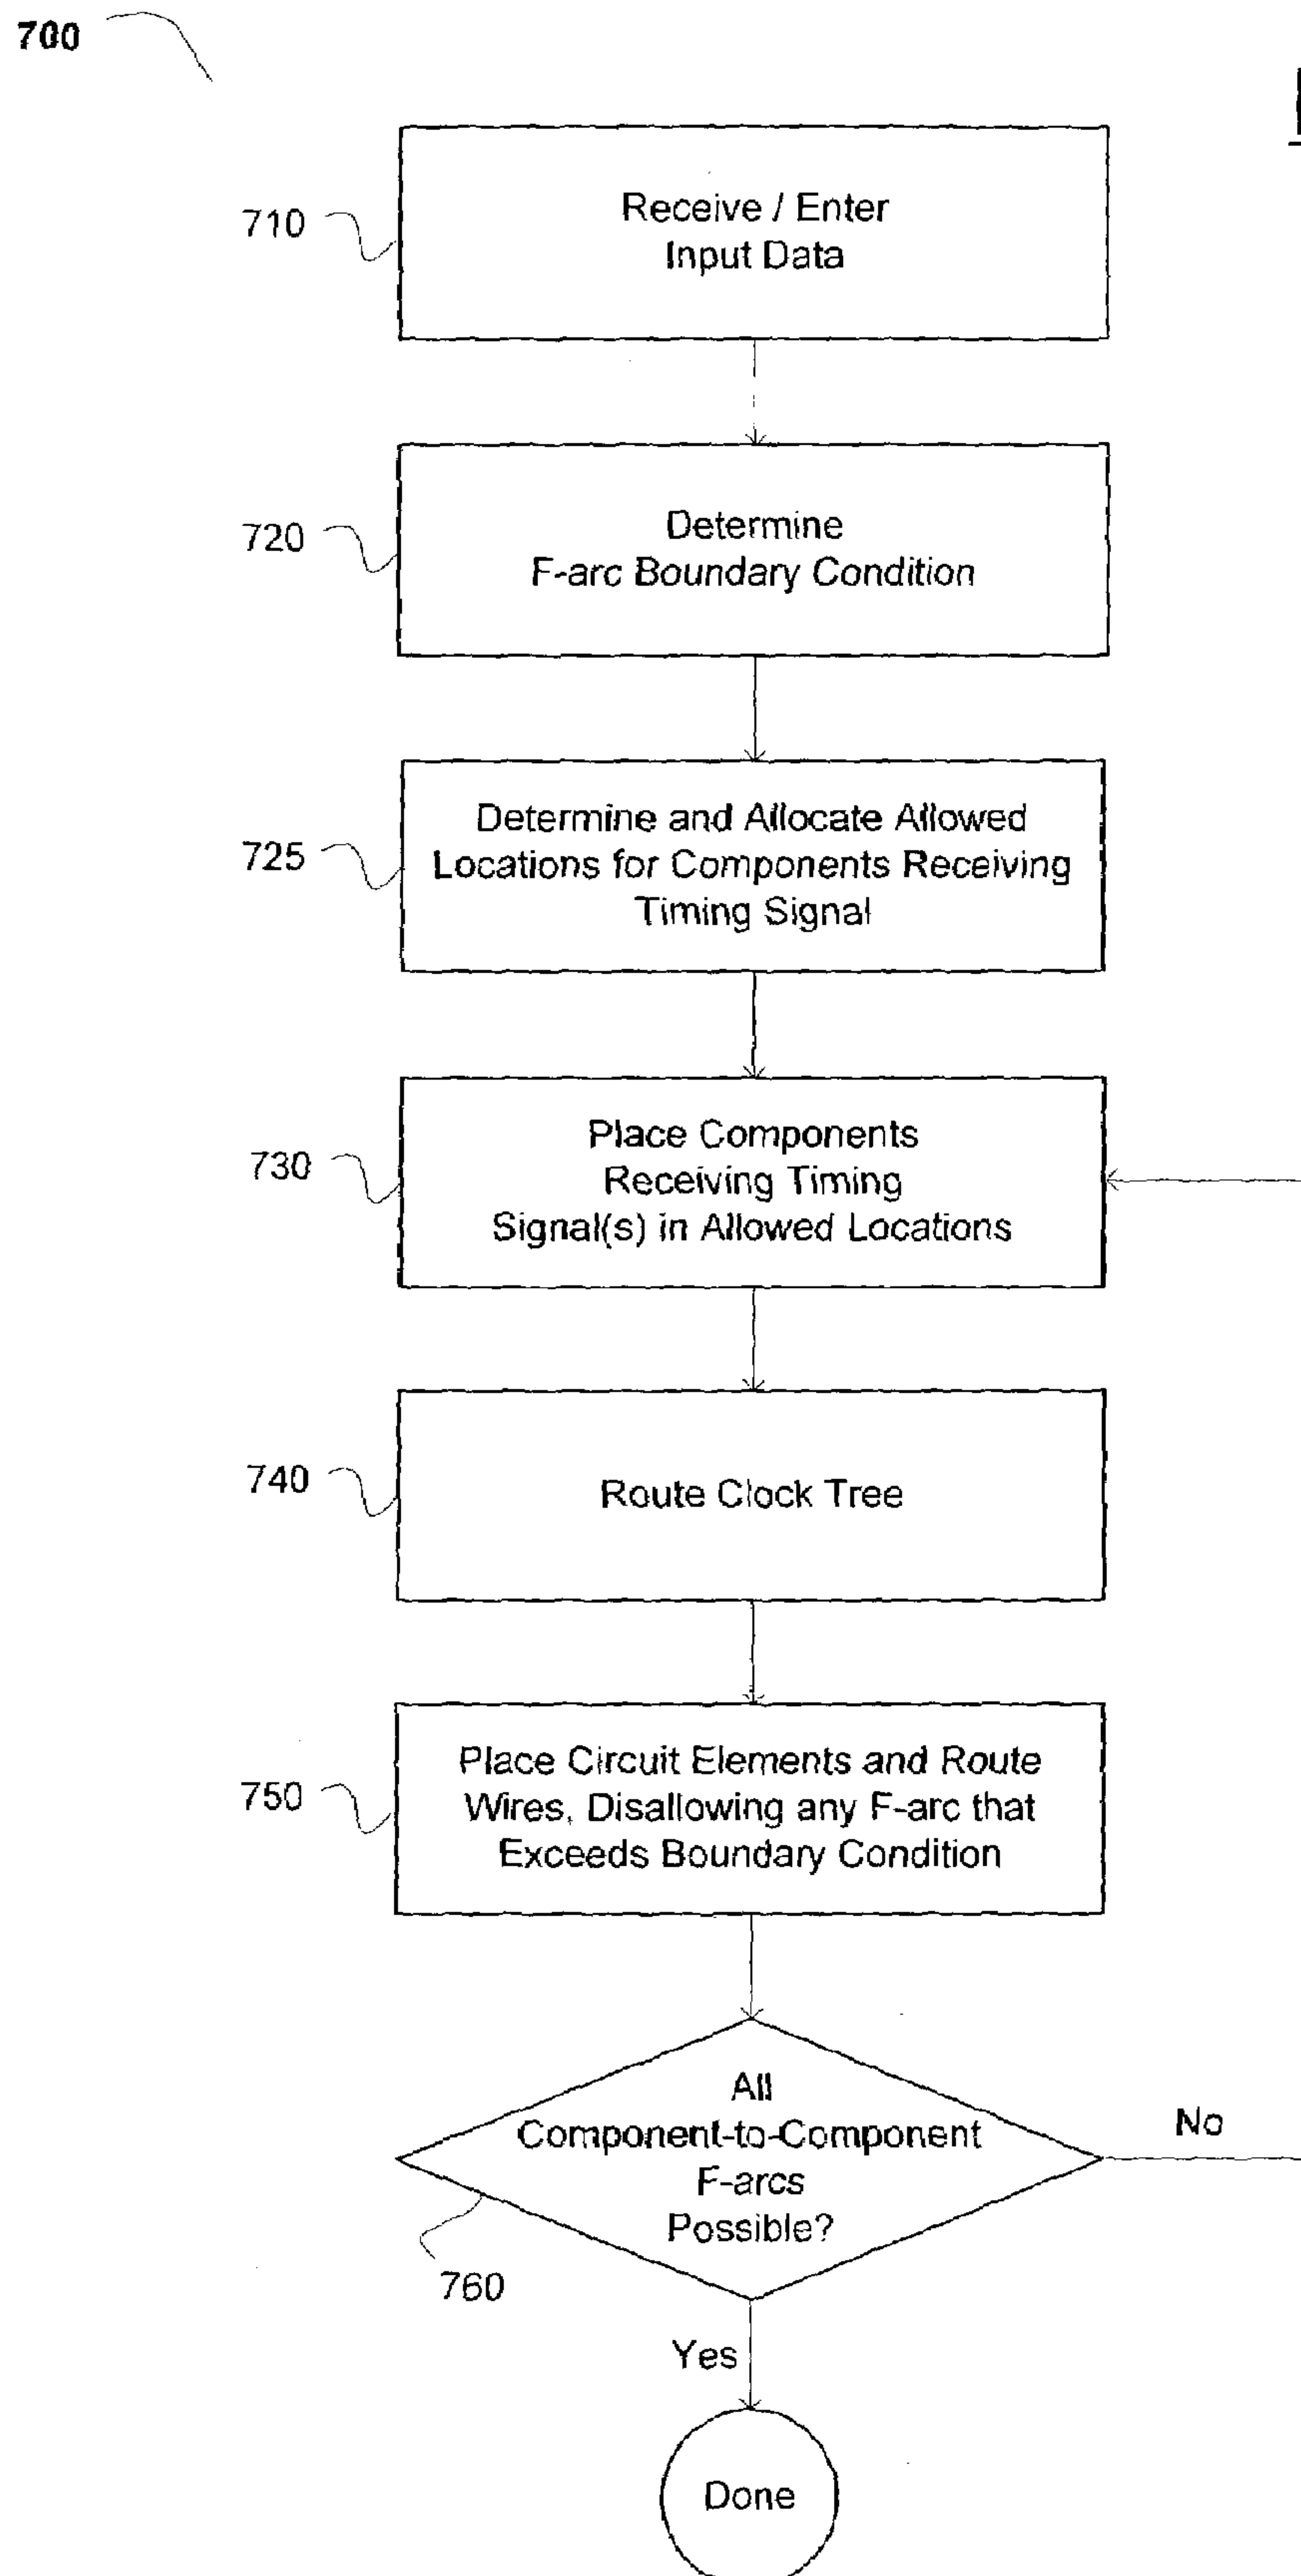 700
710
Receive / Enter
Input Data
720
Determine
F-arc Boundary Condition
725
Determine and Allocate Allowed
Locations for Components Receiving
Timing Signal
730
Place Components
Receiving Timing
Signal(s) in Allowed Locations
740
Route Clock Tree
750
Place Circuit Elements and Route
Wires, Disallowing any F-arc that
Exceeds Boundary Condition
All
Component-to-Component
F-arcs
Possible?
No
760
Yes
Done